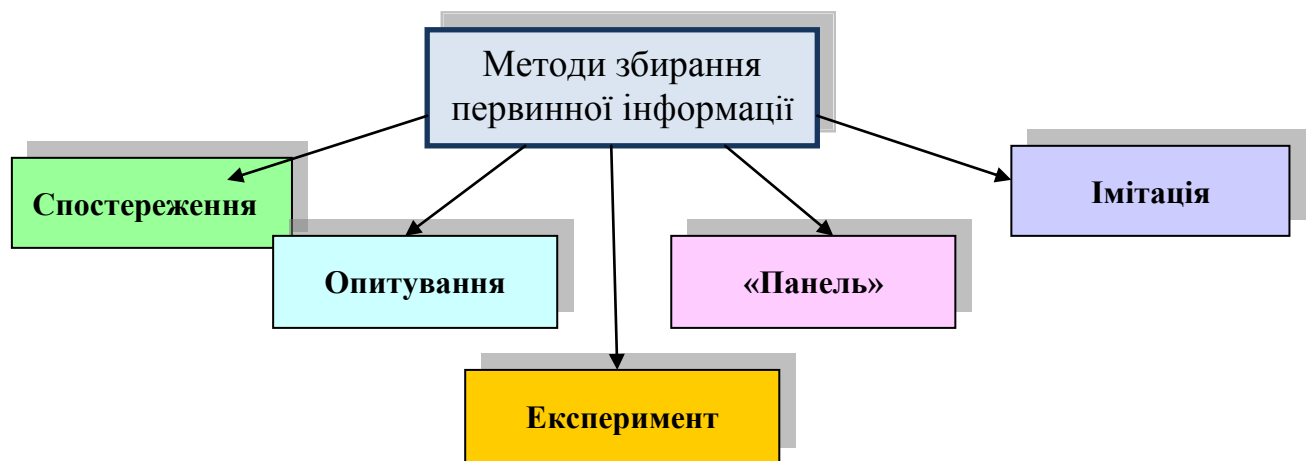 Методи збирання
первинної інформації
Спостереження
Імітація
Опитування
«Панель»
Експеримент